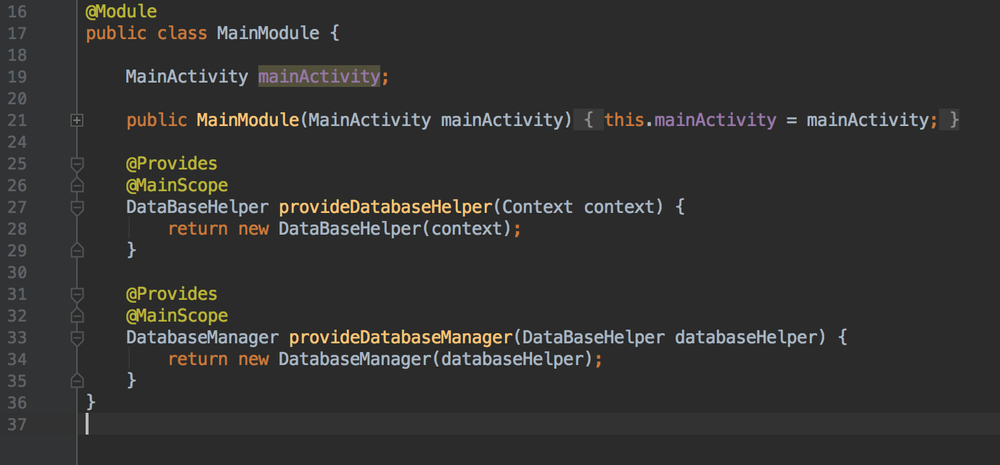 16 @Module
17 public class MainModule {
18
19     MainActivity mainActivity;
20
21     public MainModule(MainActivity mainActivity) { this.mainActivity = mainActivity; }
24
25     @Provides
26     @MainScope
27     DataBaseHelper provideDatabaseHelper(Context context) {
28         return new DataBaseHelper(context);
29     }
30
31     @Provides
32     @MainScope
33     DatabaseManager provideDatabaseManager(DataBaseHelper databaseHelper) {
34         return new DatabaseManager(databaseHelper);
35     }
36 }
37